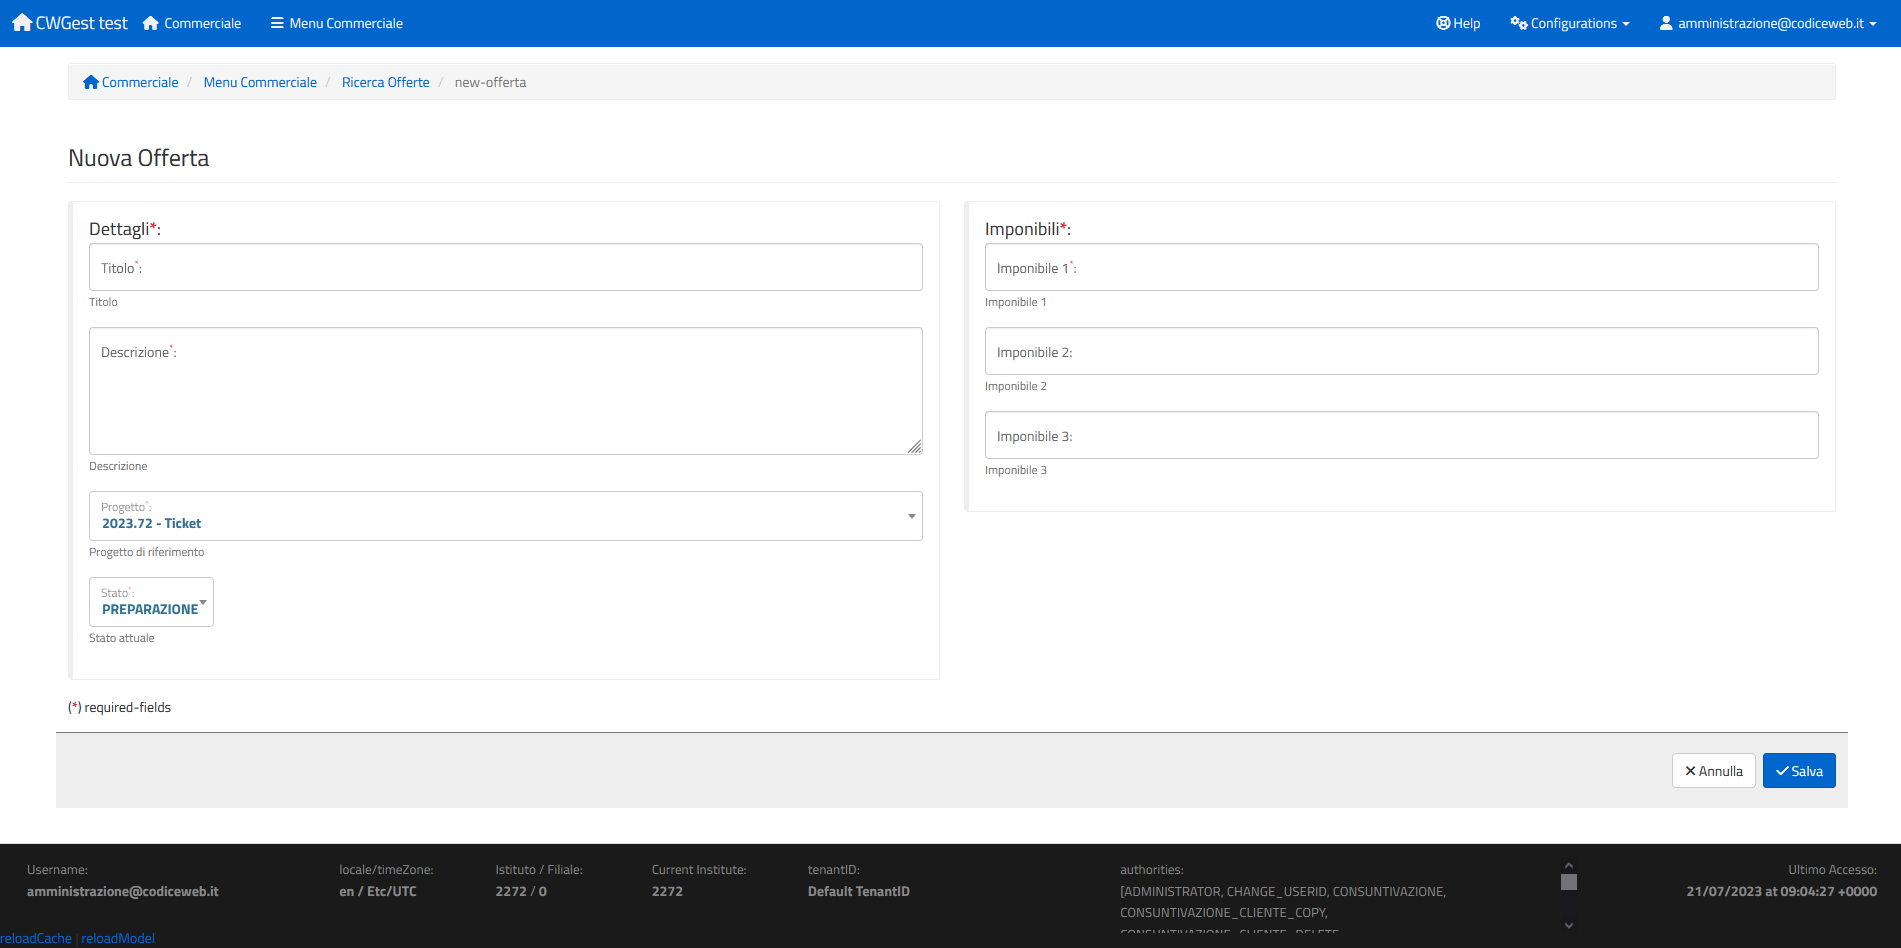 CWGest test Commerciale Menu Commerciale Help Configurations amministrazione@codiceweb.it
Commerciale / Menu Commerciale / Ricerca Offerte / new-offerta
Nuova Offerta
Dettagli*:
Titolo*:
Titolo
Descrizione*:
Descrizione
Progetto*:
2023.72 - Ticket
Progetto di riferimento
Stato*:
PREPARAZIONE
Stato attuale
Imponibili*:
Imponibile 1*:
Imponibile 1
Imponibile 2:
Imponibile 2
Imponibile 3:
Imponibile 3
(*) required-fields
Annulla Salva
Username:
amministrazione@codiceweb.it
locale/timeZone:
en / Etc/UTC
Istituto / Filiale:
2272 / 0
Current Institute:
2272
tenantID:
Default TenantID
authorities:
[ADMINISTRATOR, CHANGE_USERID, CONSUNTIVAZIONE,
CONSUNTIVAZIONE_CLIENTE_COPY,
CONSUNTIVAZIONE_CLIENTE_DELETE
Ultimo Accesso:
21/07/2023 at 09:04:27 +0000
reloadCache | reloadModel